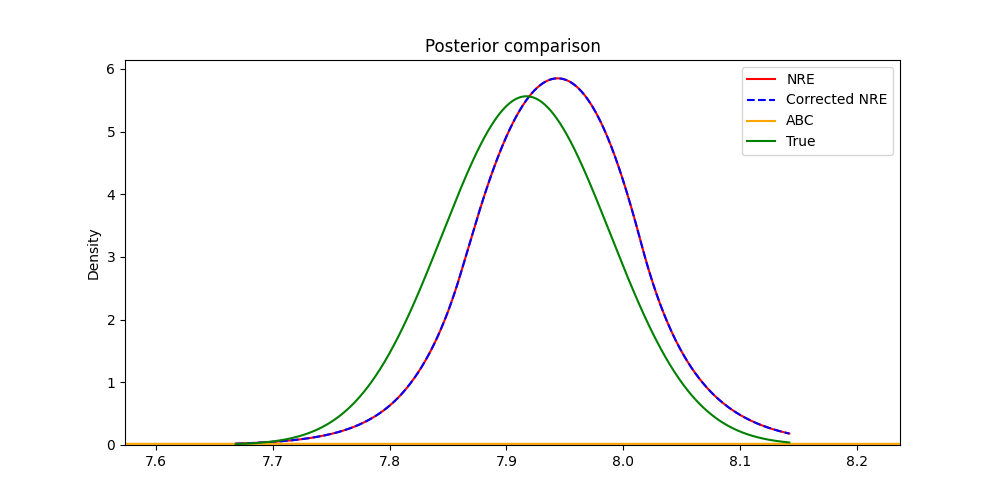 Posterior comparison
NRE
Corrected NRE
ABC
True
Density
6
5
4
3
2
1
0
7.6 7.7 7.8 7.9 8.0 8.1 8.2